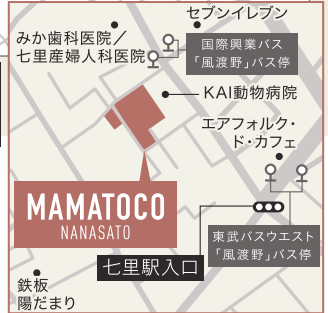 セブンイレブン
みか歯科医院／
七里産婦人科医院
国際興業バス
「風渡野」バス停
KAI動物病院
エアフォルク・
ド・カフェ
MAMATOCO
NANASATO
東武バスウエスト
「風渡野」バス停
七里駅入口
鉄板
陽だまり